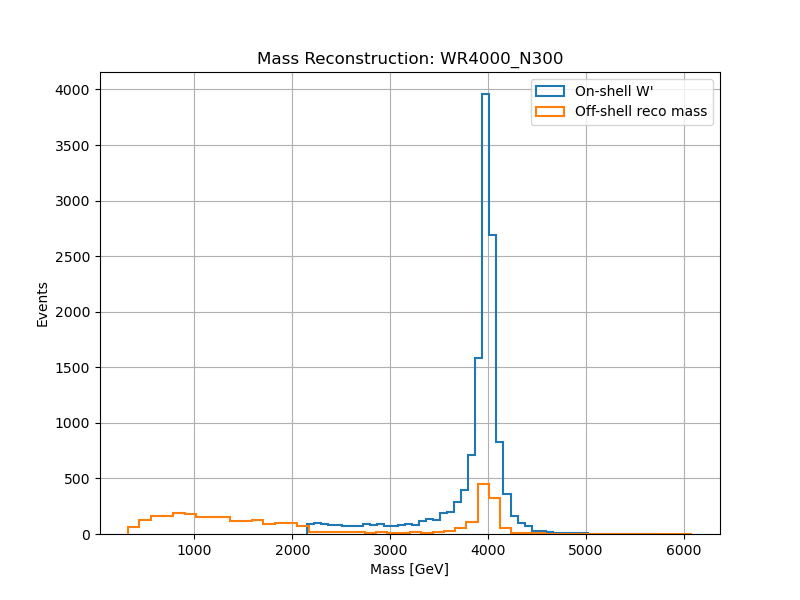 Mass Reconstruction: WR4000_N300
On-shell W'
Off-shell reco mass
4000
3500
3000
2500
2000
1500
1000
500
0
Events
1000 2000 3000 4000 5000 6000
Mass [GeV]